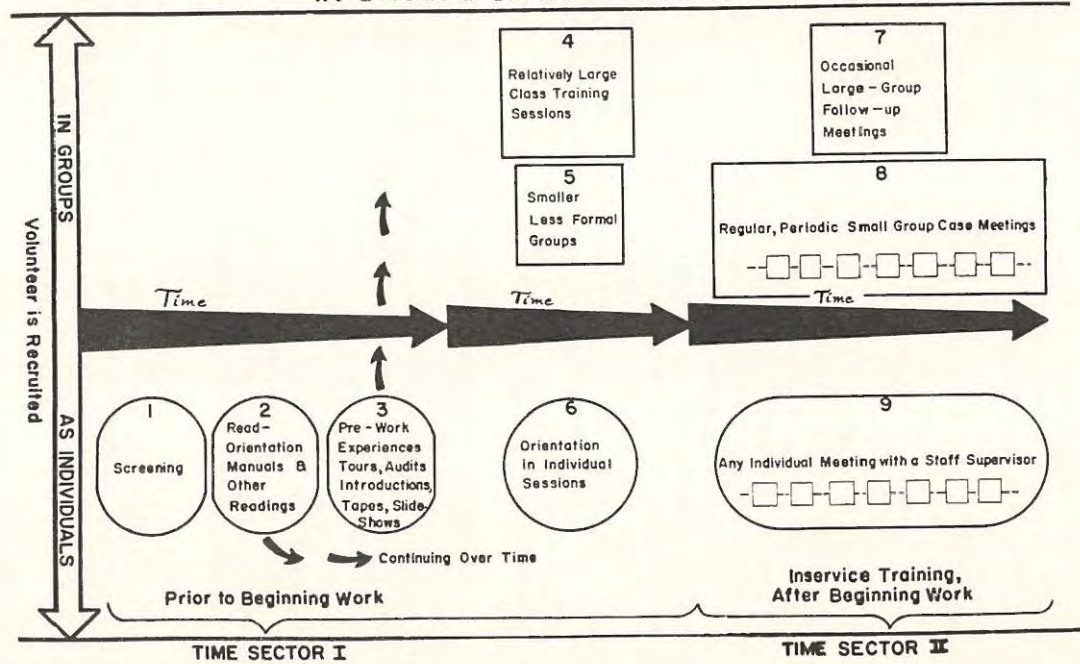 4
Relatively Large
Class Training
Sessions
7
Occasional
Large-Group
Follow-up
Meetings
5
Smaller
Less Formal
Groups
8
Regular, Periodic Small Group Case Meetings
IN GROUPS
Volunteer is Recruited
AS INDIVIDUALS
Time
Time
Time
1
Screening
2
Read-
Orientation
Manuals &
Other
Readings
3
Pre-Work
Experiences
Tours, Audits
Introductions,
Tapes, Slide-
Shows
6
Orientation
In Individual
Sessions
9
Any Individual Meeting with a Staff Supervisor
Continuing Over Time
Prior to Beginning Work
Inservice Training,
After Beginning Work
TIME SECTOR I
TIME SECTOR II